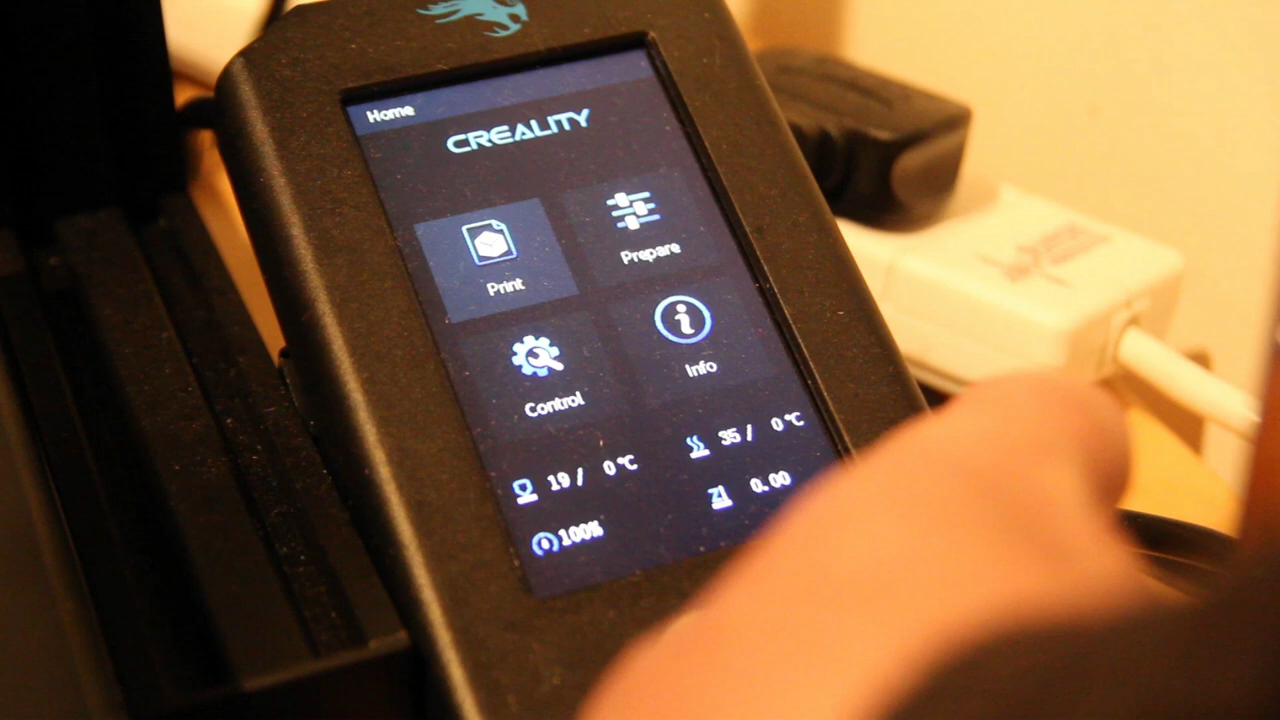 Home
CREALITY
Print
Prepare
Control
Info
19 / 0℃
35 / 0℃
100%
0.00